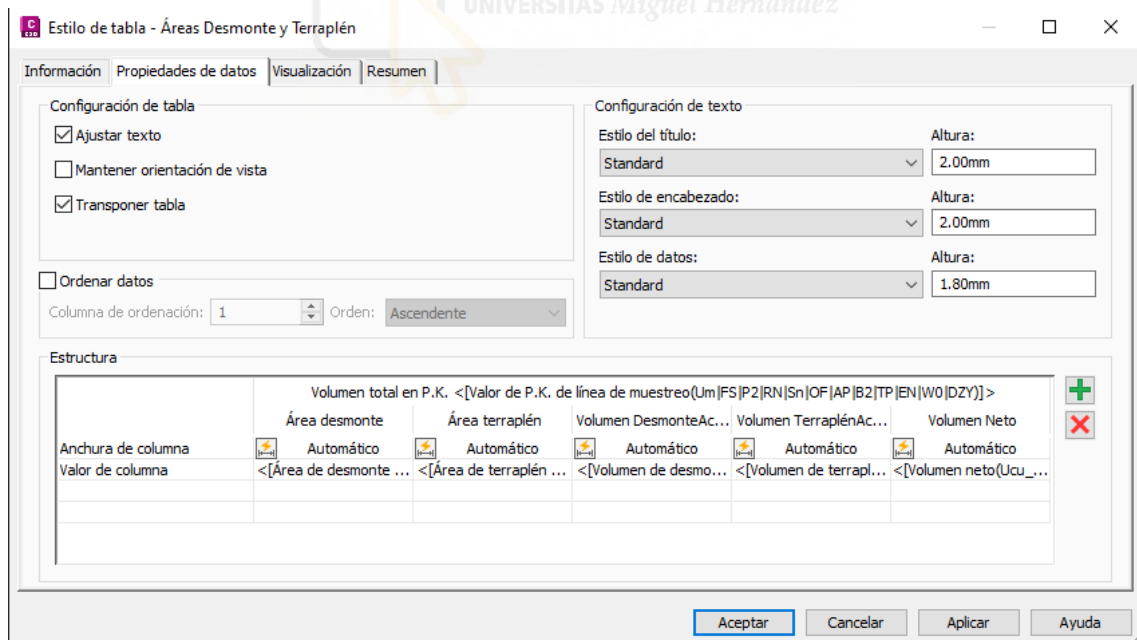 UNIVERSITAS Miguel Hernández
C
C3D
Estilo de tabla - Áreas Desmonte y Terraplén
Información Propiedades de datos Visualización Resumen
Configuración de tabla
Ajustar texto
Mantener orientación de vista
Transponer tabla
Configuración de texto
Estilo del título: Altura:
Standard 2.00mm
Estilo de encabezado: Altura:
Standard 2.00mm
Estilo de datos: Altura:
Standard 1.80mm
Ordenar datos
Columna de ordenación: 1 Orden: Ascendente
Estructura
Volumen total en P.K. <[Valor de P.K. de línea de muestreo(Um|FS|P2|RN|Sn|OF|AP|B2|TP|EN|W0|DZY)]>
Área desmonte Área terraplén Volumen DesmonteAc... Volumen TerraplénAc... Volumen Neto
Anchura de columna Automático Automático Automático Automático Automático
Valor de columna <[Área de desmonte ... <[Área de terraplén ... <[Volumen de desmo... <[Volumen de terrapl... <[Volumen neto(Ucu_...
Aceptar Cancelar Aplicar Ayuda